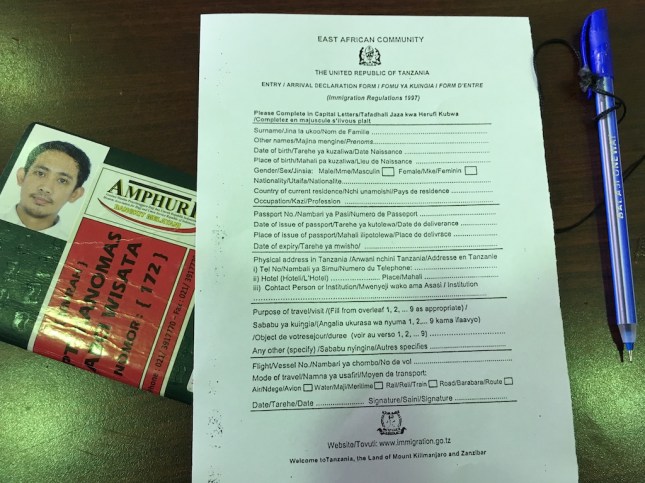 EAST AFRICAN COMMUNITY
THE UNITED REPUBLIC OF TANZANIA
ENTRY / ARRIVAL DECLARATION FORM / FOMU YA KUINGIA / FORM D'ENTRE
(Immigration Regulations 1997)
Please Complete in Capital Letters/Tafadhali Jaza kwa Herufi Kubwa
/Completez en majuscule s'ilvous plait
Surname/Jina la ukoo/Nom de Familie
Other names/Majina mengine/Prenoms
Date of birth/Tarehe ya kuzaliwa/Date Naissance
Place of birth/Mahali pa kuzaliwa/Lieu de Naissance
Gender/Sex/Jinsia: Male/Mme/Masculin Female/Mke/Feminin
Nationality/Utaifa/Nationalite
Country of current residence/Nchi unamoishi/Pays de residence
Occupation/Kazi/Profession
Passport No./Nambari ya Pasi/Numero de Passeport
Date of issue of passport/Tarehe ya kutolewa/Date de deliverance
Place of issue of passport/Mahali ilipotolewa/Place de delivrace
Date of expiry/Tarehe ya mwisho/
Physical address in Tanzania /Anwani nchini Tanzania/Addresse en Tanzanie
i) Tel No/Nambali ya Simu/Numero du Telephone:
ii) Hotel (Hoteli/L'Hotel) Place/Mahali
iii) Contact Person or Institution/Mwenyeji wako ama Asasi / Institution
Purpose of travel/visit /(Fill from overleaf 1, 2, ... 9 as appropriate) /
Sababu ya kuingia/(Angalia ukurasa wa nyuma 1, 2,... 9 kama ifaavyo)
/Object de votresejour/duree (voir au verso 1, 2, ... 9)
Any other (specify) /Sababu nyingine/Autres specifies
Flight/Vessel No./Nambari ya chombo/No da vol
Mode of travel/Namna ya usafiri/Moyen de transport:
Air/Ndege/Avion Water/Maji/Meritime Rail/Reli/Train Road/Barabara/Route
Date/Tarehe/Date Signature/Saini/Signature
Website/Tovuti: www.immigration.go.tz
Welcome toTanzania, the Land of Mount Kilimanjaro and Zanzibar
AMPHURI
NOMOR : ( 172 )
WISATA